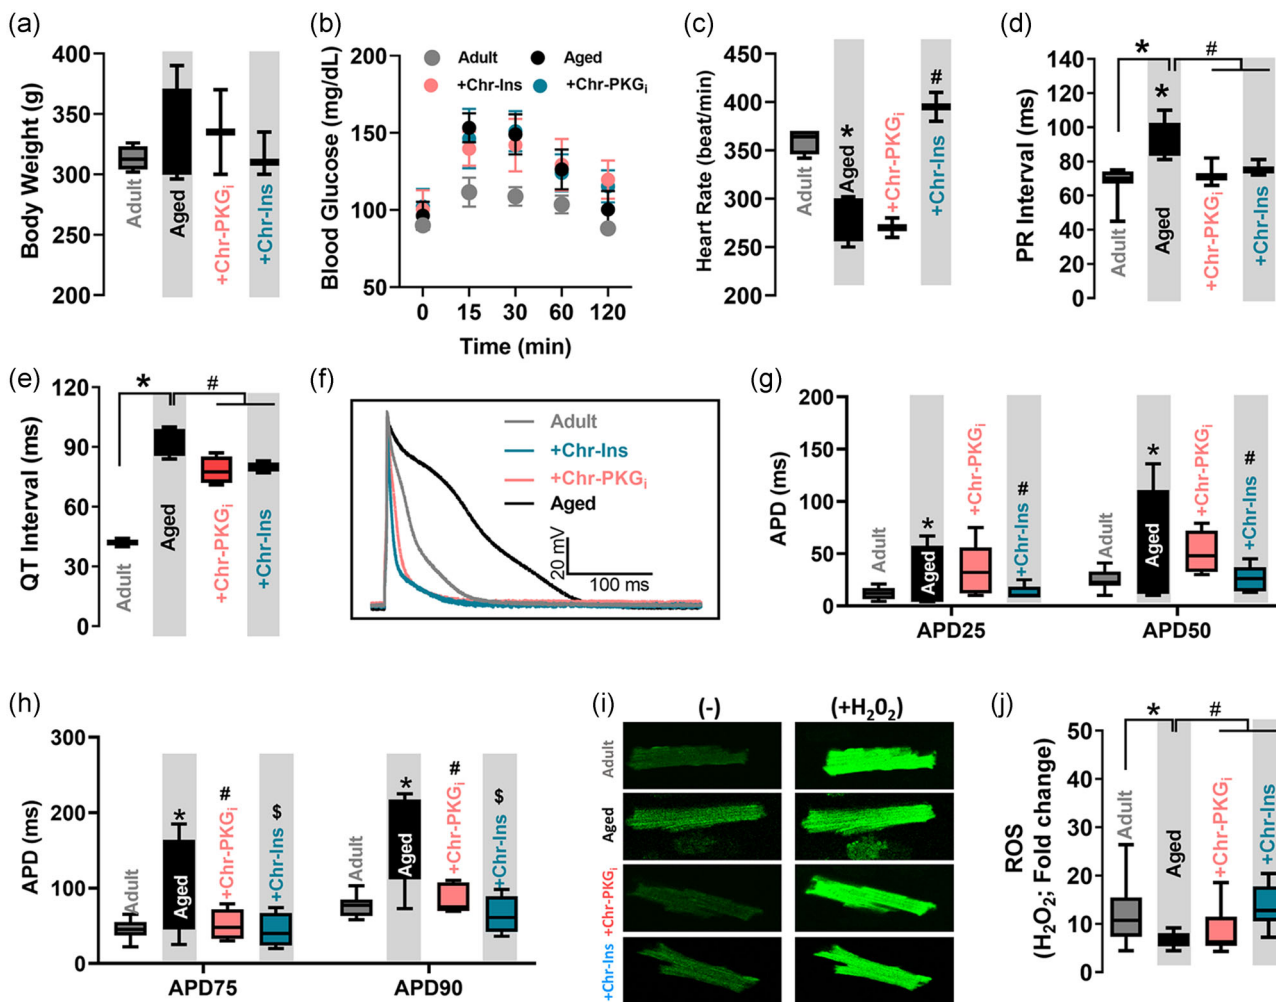 (a)
Body Weight (g)
400
350
300
250
200
Adult
Aged
+Chr-PKGi
+Chr-Ins
(b)
Blood Glucose (mg/dL)
200
150
100
50
Adult
Aged
+Chr-Ins
+Chr-PKGi
0 15 30 60 120
Time (min)
(c)
Heart Rate (beat/min)
450
400
350
300
250
200
Adult
Aged *
+Chr-PKGi
+Chr-Ins #
(d)
PR Interval (ms)
140
120
100
80
60
40
20
0
* #
*
Adult
Aged
+Chr-PKGi
+Chr-Ins
(e)
QT Interval (ms)
120
90
60
30
0
* #
Adult
Aged
+Chr-PKGi
+Chr-Ins
(f)
Adult
+Chr-Ins
+Chr-PKGi
Aged
20 mV
100 ms
(g)
APD (ms)
200
150
100
50
0
Adult
Aged *
+Chr-PKGi
+Chr-Ins #
Adult
Aged *
+Chr-PKGi
+Chr-Ins #
APD25 APD50
(h)
APD (ms)
300
200
100
0
Adult
Aged *
+Chr-PKGi #
+Chr-Ins $
Adult
Aged *
+Chr-PKGi #
+Chr-Ins $
APD75 APD90
(i)
(-) (+H2O2)
Adult
Aged
+Chr-PKGi
+Chr-Ins
(j)
ROS
(H2O2; Fold change)
50
40
30
20
10
0
* #
Adult
Aged
+Chr-PKGi
+Chr-Ins